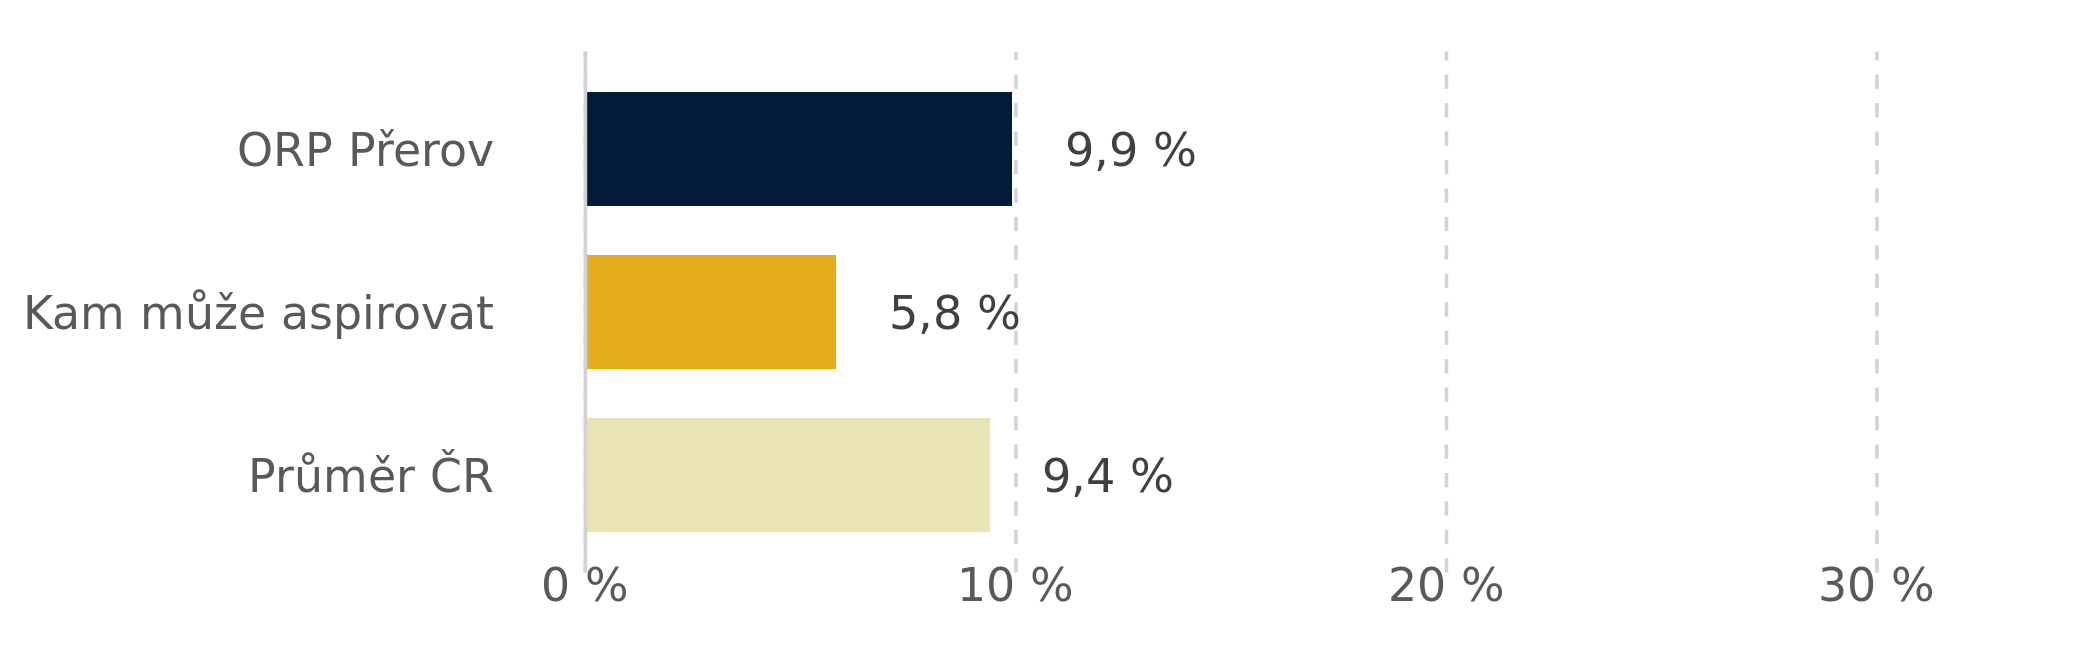 ORP Přerov 9,9 %
Kam může aspirovat 5,8 %
Průměr ČR 9,4 %
0 % 10 % 20 % 30 %